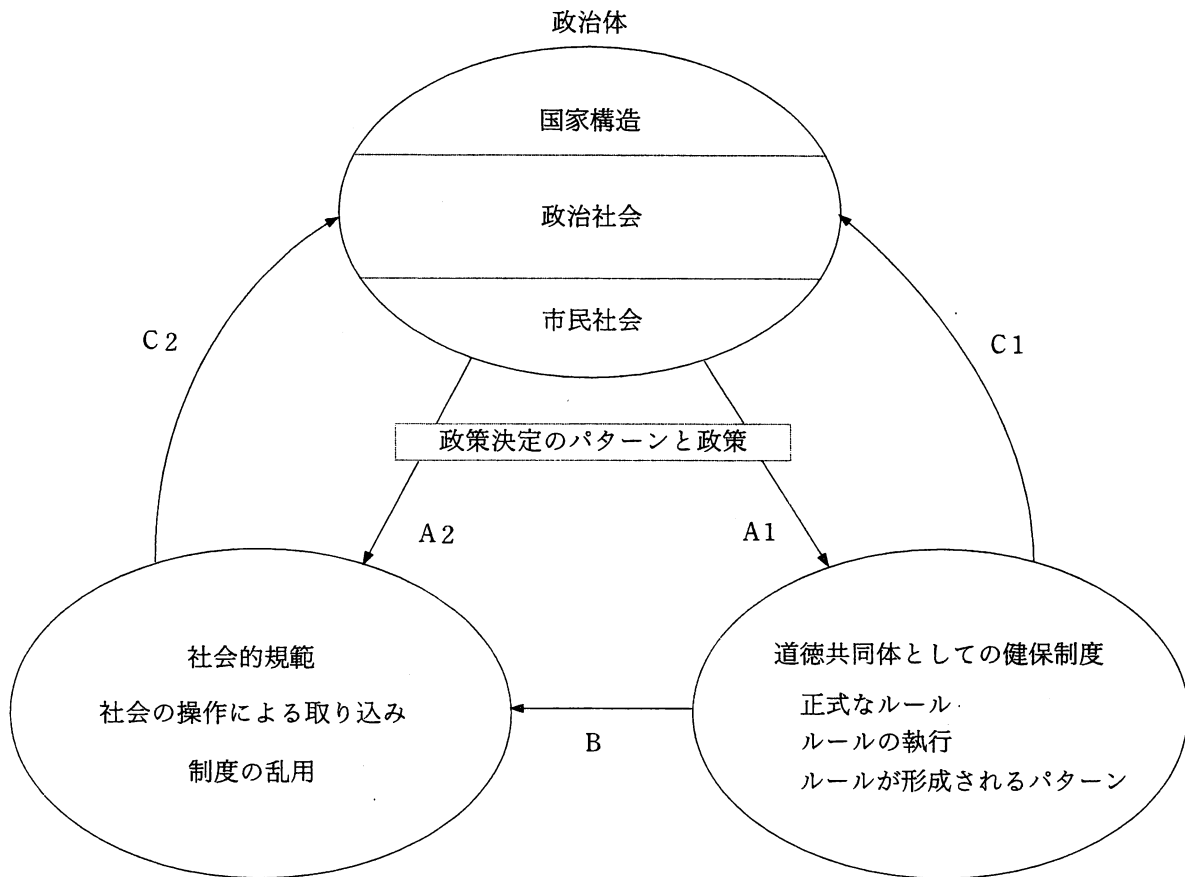 政治体
国家構造
政治社会
市民社会
C2
C1
政策決定のパターンと政策
A2
A1
社会的規範
社会の操作による取り込み
制度の乱用
B
道徳共同体としての健保制度
正式なルール
ルールの執行
ルールが形成されるパターン